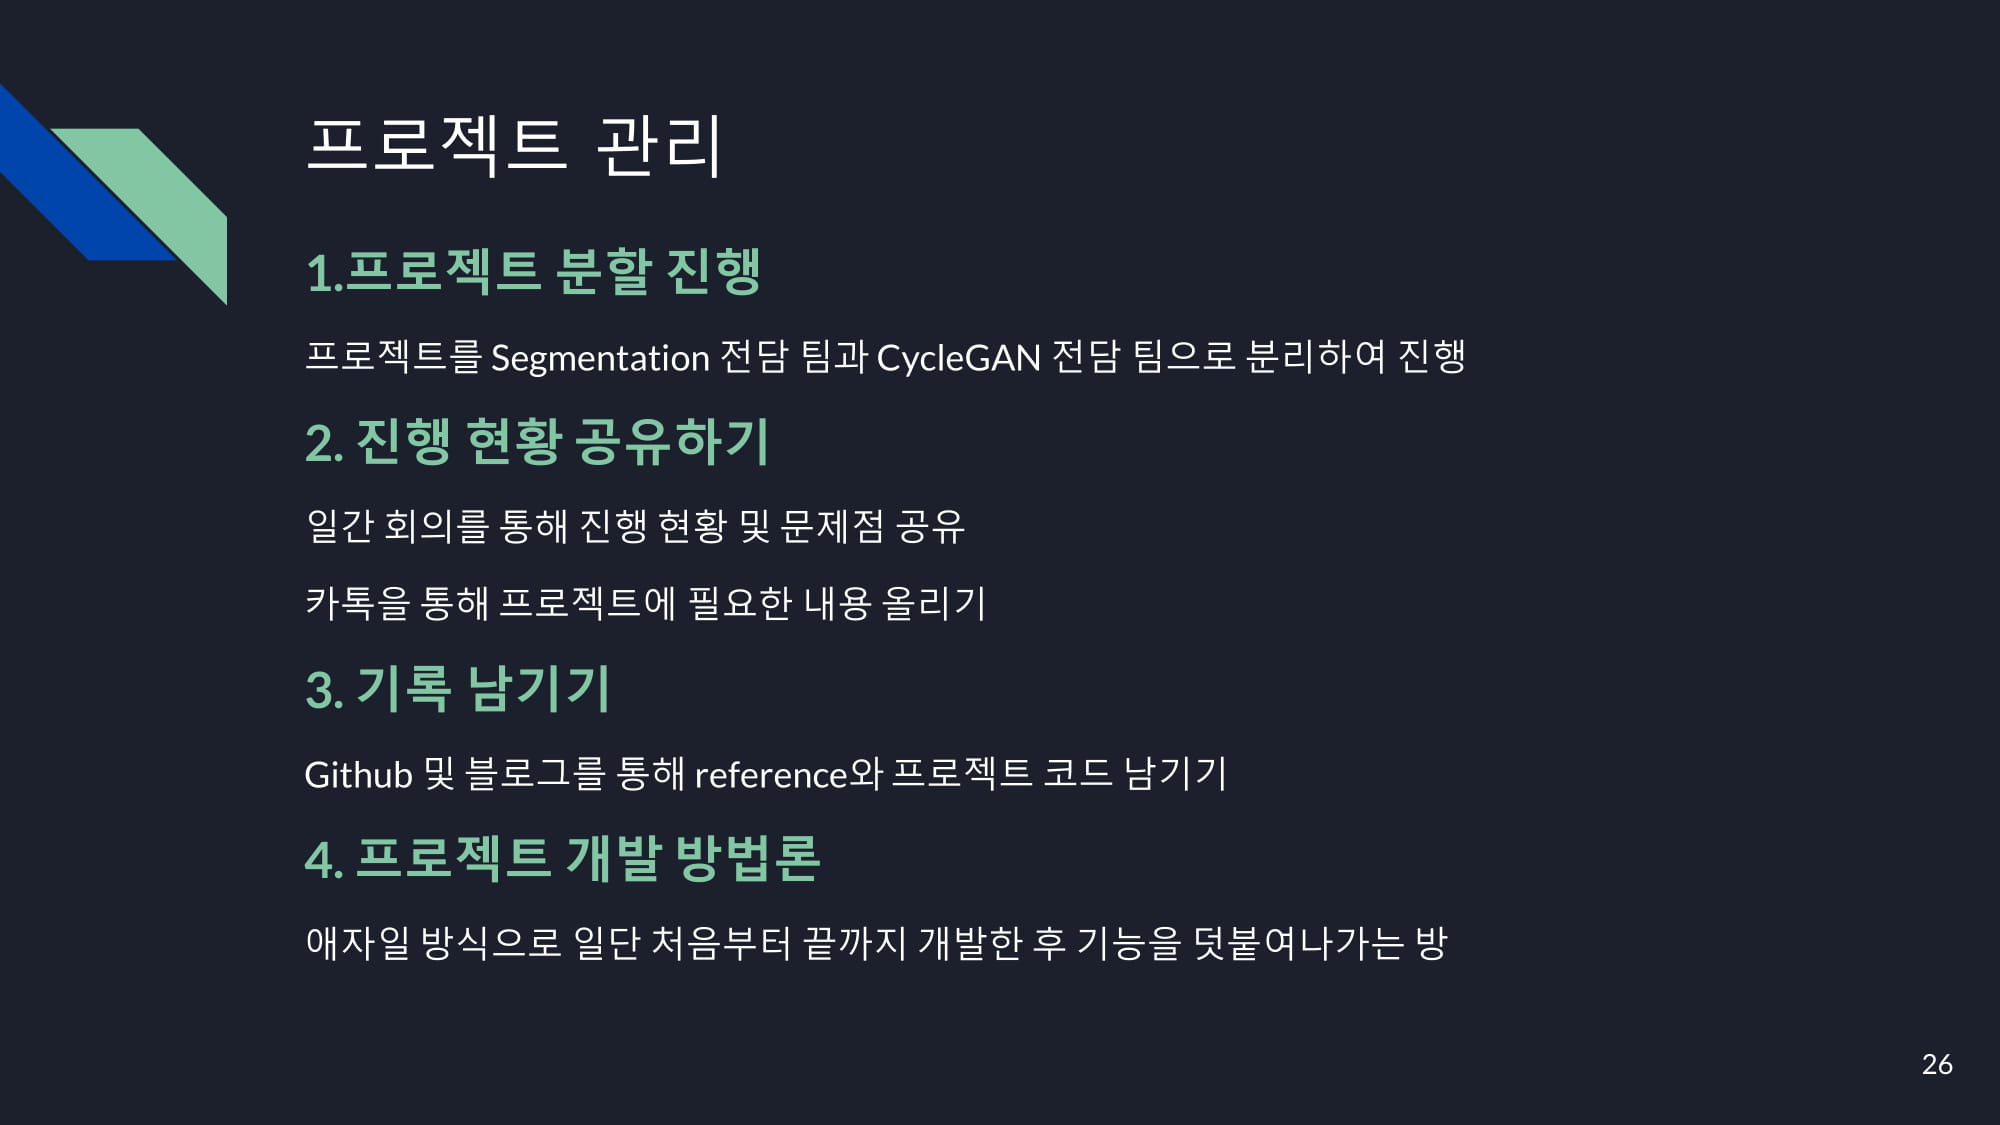 프로젝트 관리
1.프로젝트 분할 진행
프로젝트를 Segmentation 전담 팀과 CycleGAN 전담 팀으로 분리하여 진행
2. 진행 현황 공유하기
일간 회의를 통해 진행 현황 및 문제점 공유
카톡을 통해 프로젝트에 필요한 내용 올리기
3. 기록 남기기
Github 및 블로그를 통해 reference와 프로젝트 코드 남기기
4. 프로젝트 개발 방법론
애자일 방식으로 일단 처음부터 끝까지 개발한 후 기능을 덧붙여나가는 방
26